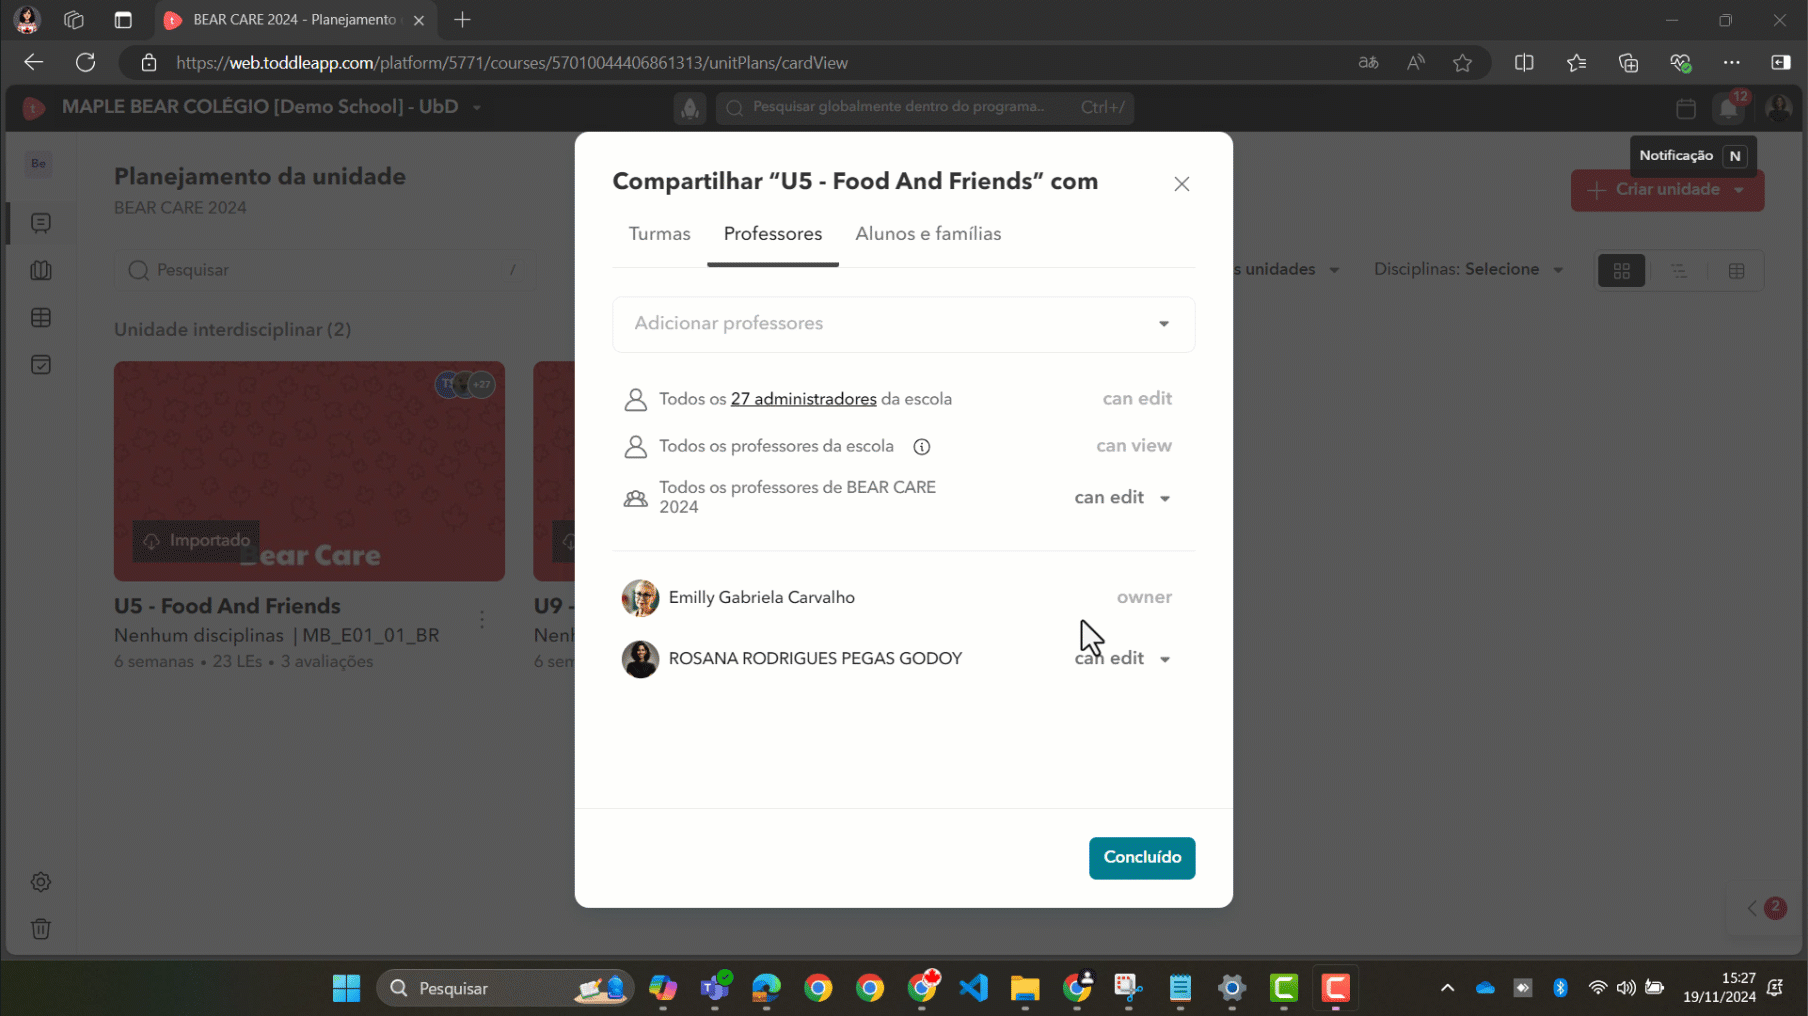 BEAR CARE 2024 - Planejamento
https://web.toddleapp.com/platform/5771/courses/57010044406861313/unitPlans/cardView
MAPLE BEAR COLÉGIO [Demo School] - UbD
Pesquisar globalmente dentro do programa..
Ctrl+/
12
Notificação
N
Be
Planejamento da unidade
BEAR CARE 2024
Criar unidade
Pesquisar
/
s unidades
Disciplinas: Selecione
Unidade interdisciplinar (2)
+27
Importado
Bear Care
U5 - Food And Friends
Nenhum disciplinas | MB_E01_01_BR
6 semanas • 23 LEs • 3 avaliações
U9 -
Nenh
6 sem
Compartilhar “U5 - Food And Friends” com
Turmas
Professores
Alunos e famílias
Adicionar professores
Todos os 27 administradores da escola
can edit
Todos os professores da escola
can view
Todos os professores de BEAR CARE
2024
can edit
Emilly Gabriela Carvalho
owner
ROSANA RODRIGUES PEGAS GODOY
can edit
Concluído
2
Pesquisar
15:27
19/11/2024